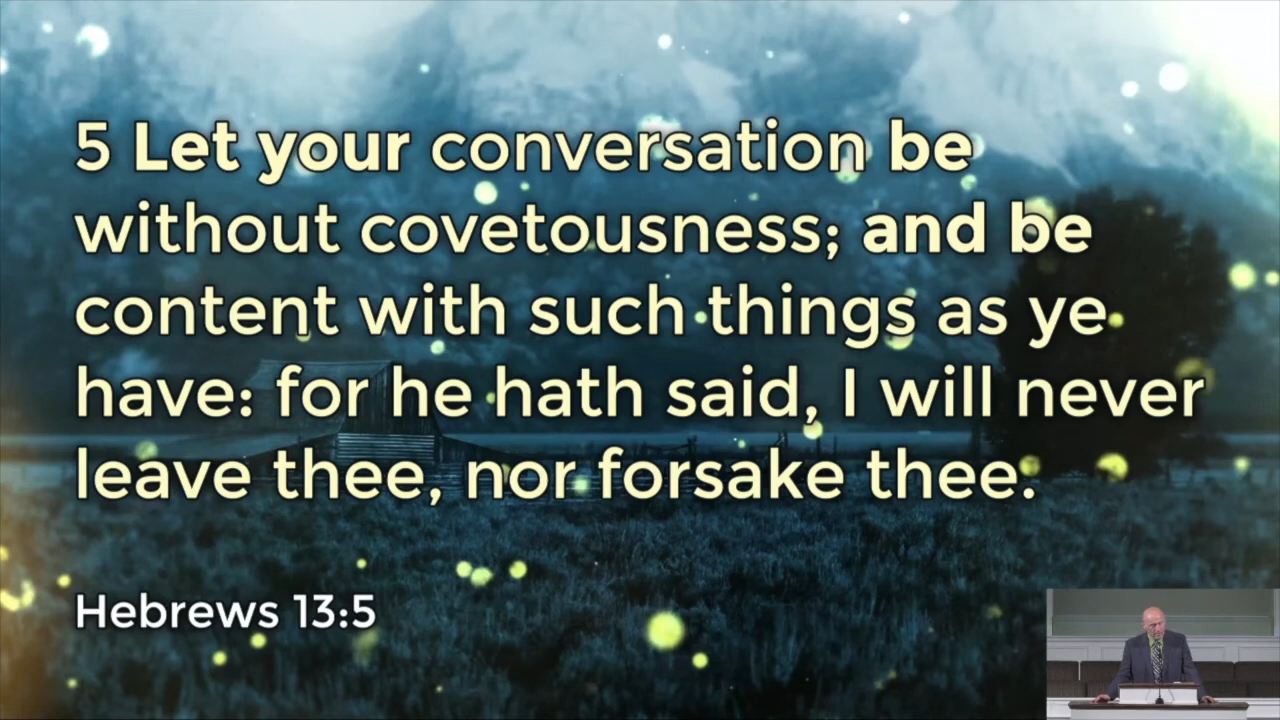 5 Let your conversation be
without covetousness; and be
content with such things as ye
have: for he hath said, I will never
leave thee, nor forsake thee.
Hebrews 13:5